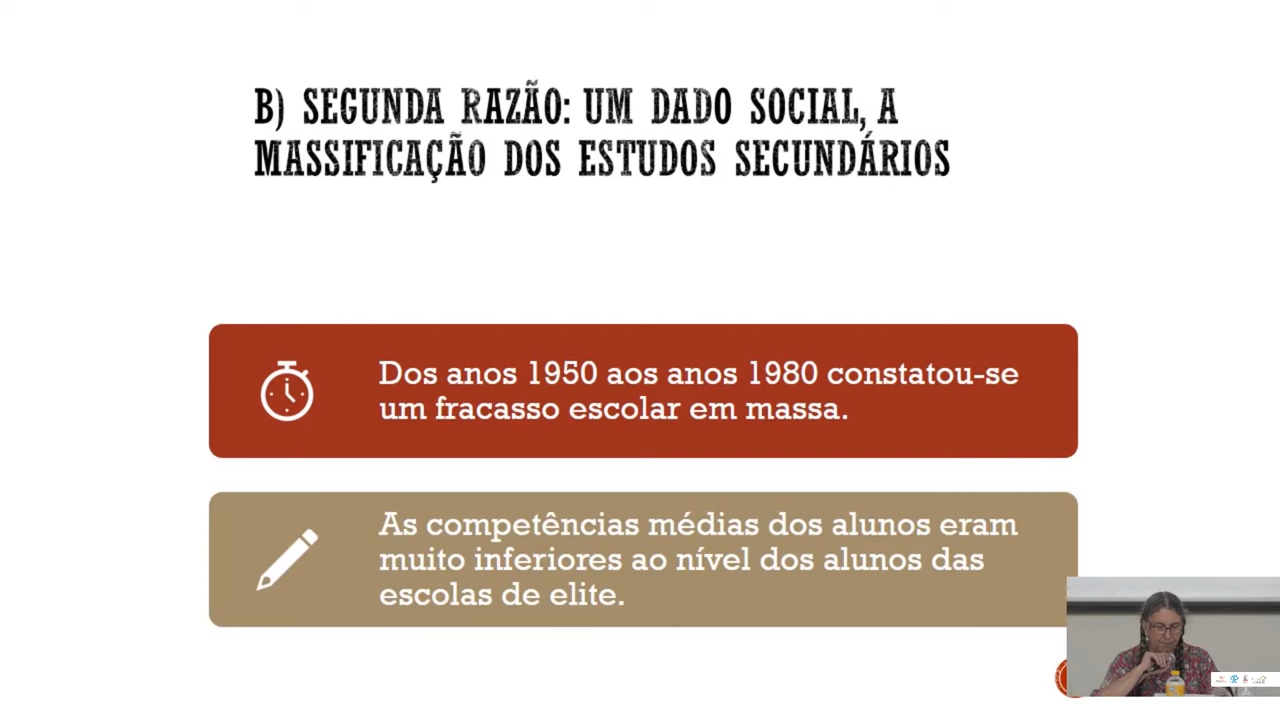 B) SEGUNDA RAZÃO: UM DADO SOCIAL, A
MASSIFICAÇÃO DOS ESTUDOS SECUNDÁRIOS
Dos anos 1950 aos anos 1980 constatou-se
um fracasso escolar em massa.
As competências médias dos alunos eram
muito inferiores ao nível dos alunos das
escolas de elite.